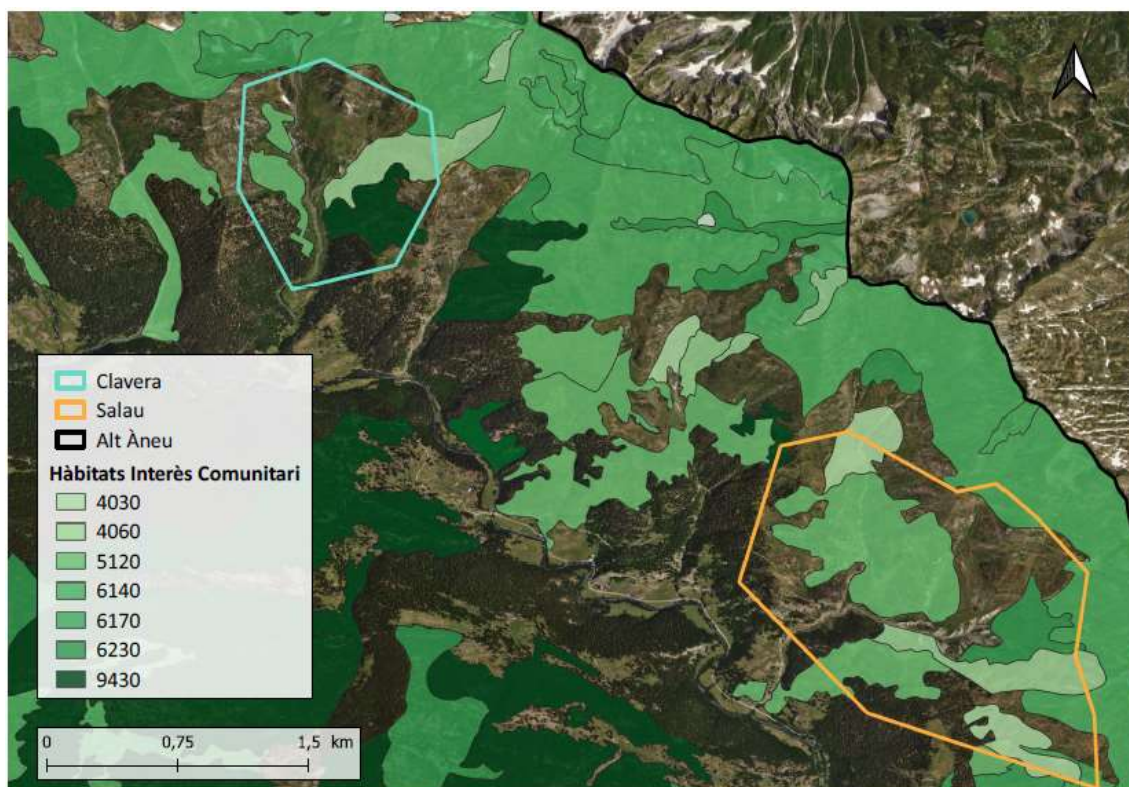 Clavera
Salau
Alt Àneu
Hàbitats Interès Comunitari
4030
4060
5120
6140
6170
6230
9430
0 0,75 1,5 km